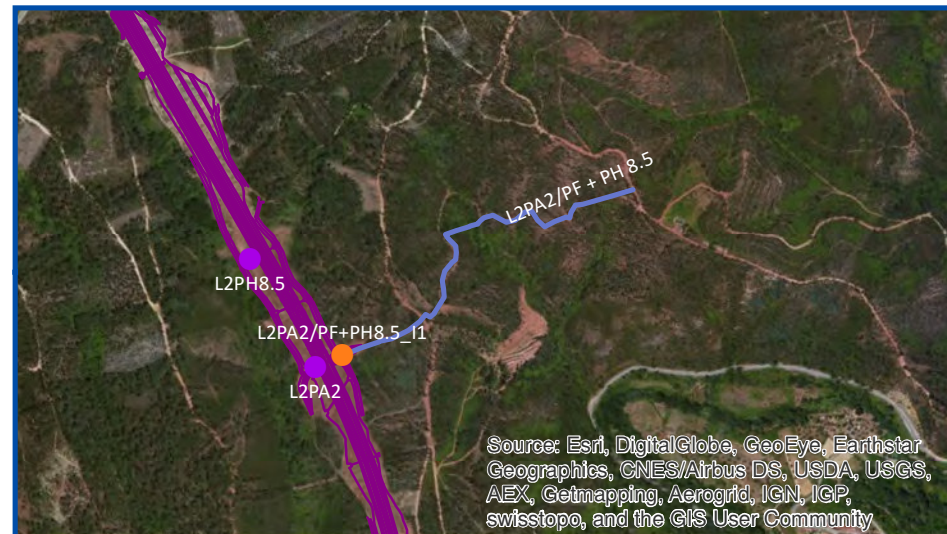 L2PA2/PF + PH 8.5
L2PH8.5
L2PA2/PF+PH8.5_I1
L2PA2
Source: Esri, DigitalGlobe, GeoEye, Earthstar
Geographics, CNES/Airbus DS, USDA, USGS,
AEX, Getmapping, Aerogrid, IGN, IGP,
swisstopo, and the GIS User Community